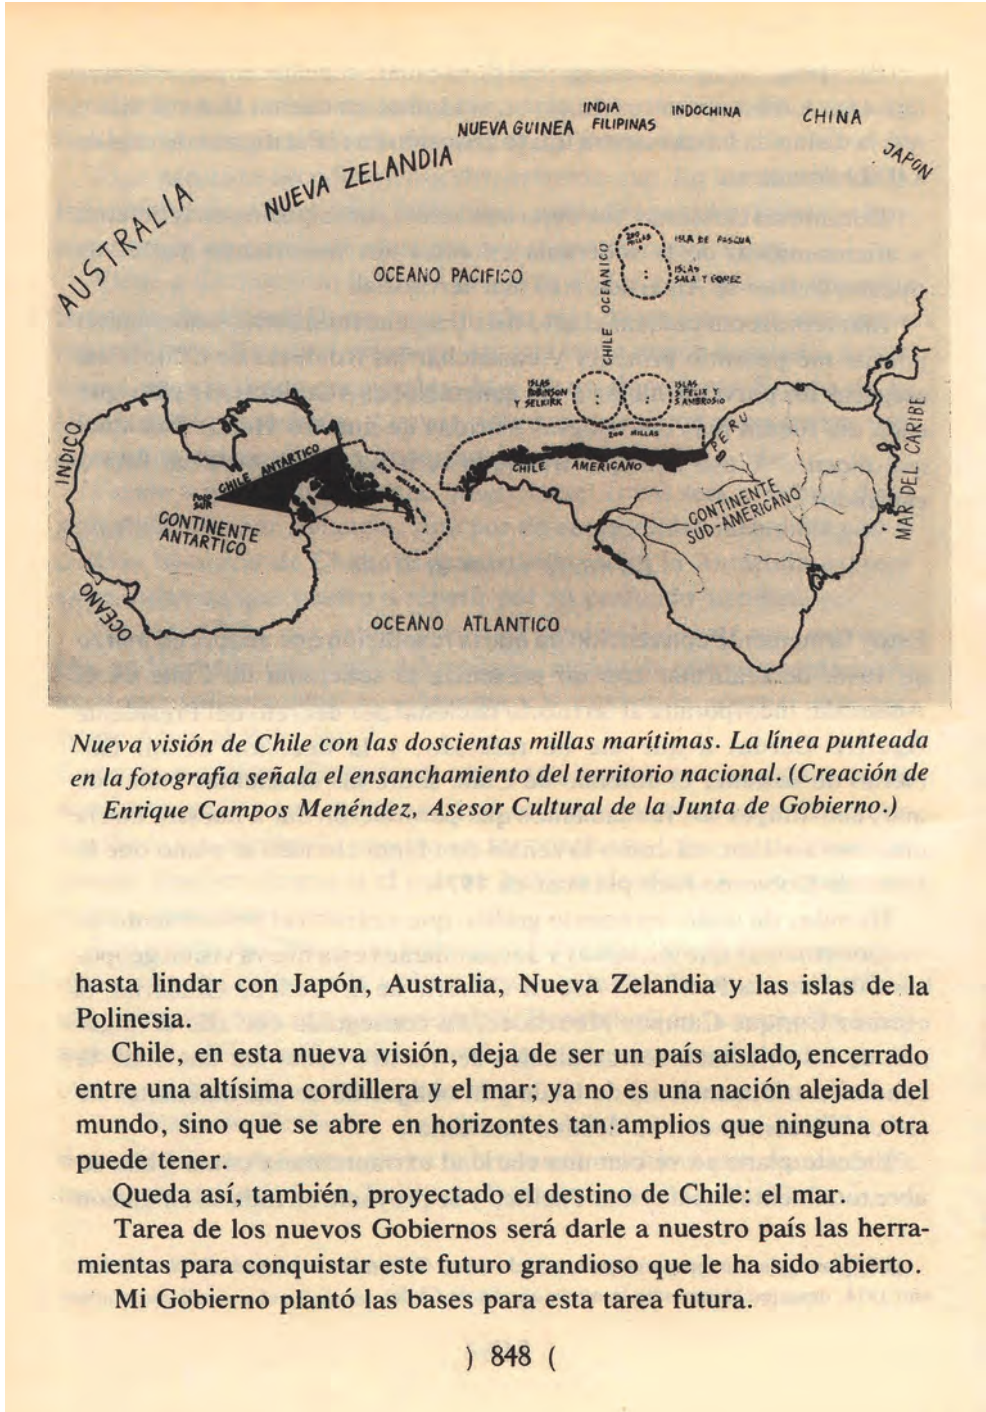 INDIA
INDOCHINA
CHINA
NUEVA GUINEA
FILIPINAS
JAPON
NUEVA ZELANDIA
AUSTRALIA
200 MILLAS
ISLA DE PASCUA
OCEANO PACIFICO
ISLAS
SALA Y GOMEZ
CHILE OCEANICO
ISLAS
ROBINSON
Y SELKIRK
ISLAS
S. FELIX Y
S. AMBROSIO
PERU
MAR DEL CARIBE
INDICO
200 MILLAS
CHILE ANTARTICO
CHILE AMERICANO
POLO
SUR
CONTINENTE
ANTARTICO
CONTINENTE
SUD-AMERICANO
OCEANO
OCEANO ATLANTICO
Nueva visión de Chile con las doscientas millas marítimas. La línea punteada
en la fotografía señala el ensanchamiento del territorio nacional. (Creación de
Enrique Campos Menéndez, Asesor Cultural de la Junta de Gobierno.)
hasta lindar con Japón, Australia, Nueva Zelandia y las islas de la
Polinesia.
Chile, en esta nueva visión, deja de ser un país aislado, encerrado
entre una altísima cordillera y el mar; ya no es una nación alejada del
mundo, sino que se abre en horizontes tan amplios que ninguna otra
puede tener.
Queda así, también, proyectado el destino de Chile: el mar.
Tarea de los nuevos Gobiernos será darle a nuestro país las herra-
mientas para conquistar este futuro grandioso que le ha sido abierto.
Mi Gobierno plantó las bases para esta tarea futura.
) 848 (